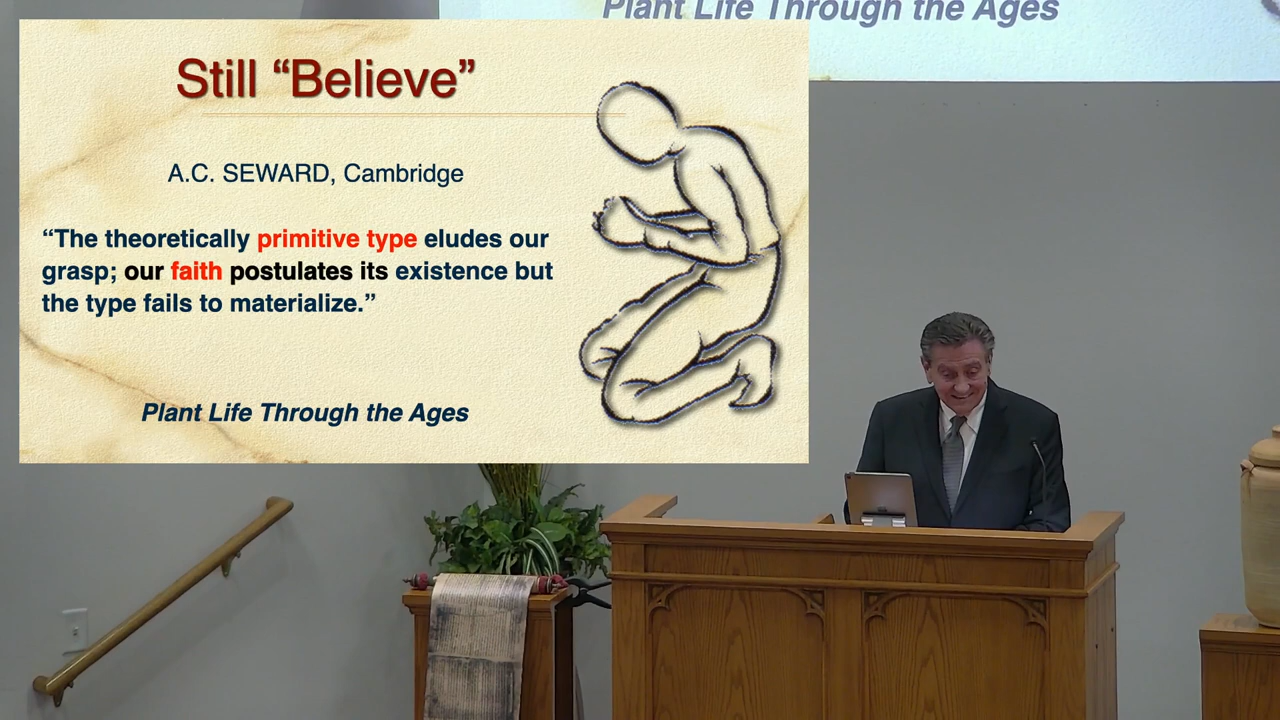 Plant Life Through the Ages
Still “Believe”
A.C. SEWARD, Cambridge
“The theoretically primitive type eludes our
grasp; our faith postulates its existence but
the type fails to materialize.”
Plant Life Through the Ages